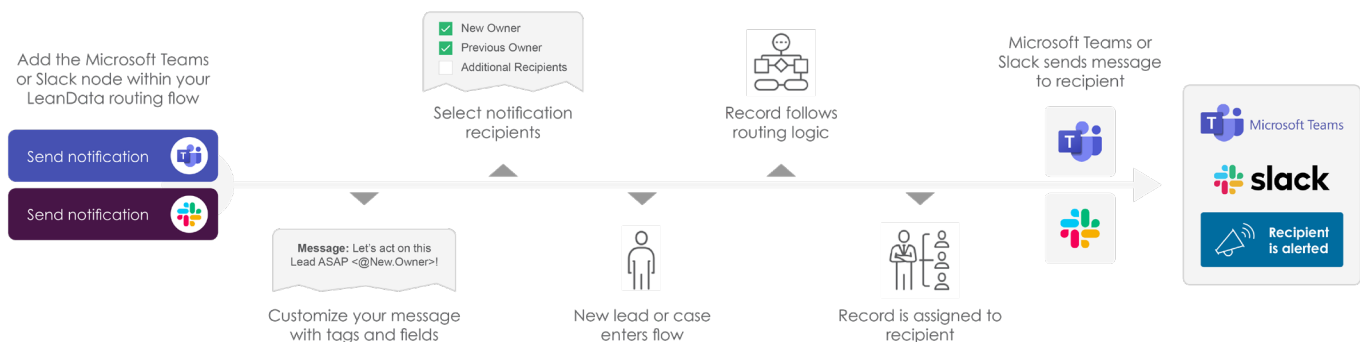 Add the Microsoft Teams
or Slack node within your
LeanData routing flow
Send notification
Send notification
Message: Let's act on this
Lead ASAP <@New.Owner>!
Customize your message
with tags and fields
New Owner
Previous Owner
Additional Recipients
Select notification
recipients
New lead or case
enters flow
Record follows
routing logic
Record is assigned to
recipient
Microsoft Teams or
Slack sends message
to recipient
T
T
T
Microsoft Teams
slack
Recipient
is alerted